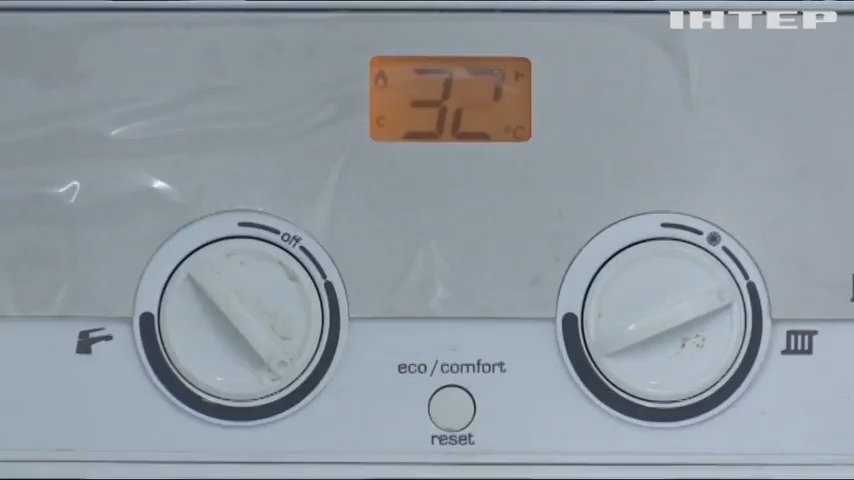 ІНТЕР
P
32
C
°C
off
eco/comfort
reset